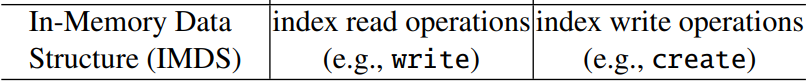 In-Memory Data index read operations index write operations
Structure (IMDS) (e.g., write) (e.g., create)